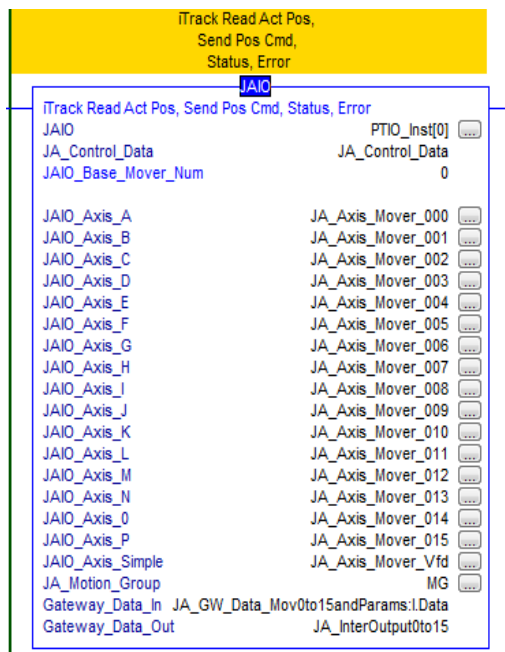 iTrack Read Act Pos,
Send Pos Cmd,
Status, Error
JAIO
iTrack Read Act Pos, Send Pos Cmd, Status, Error
JAIO PTIO_Inst[0] ...
JA_Control_Data JA_Control_Data
JAIO_Base_Mover_Num 0
JAIO_Axis_A JA_Axis_Mover_000 ...
JAIO_Axis_B JA_Axis_Mover_001 ...
JAIO_Axis_C JA_Axis_Mover_002 ...
JAIO_Axis_D JA_Axis_Mover_003 ...
JAIO_Axis_E JA_Axis_Mover_004 ...
JAIO_Axis_F JA_Axis_Mover_005 ...
JAIO_Axis_G JA_Axis_Mover_006 ...
JAIO_Axis_H JA_Axis_Mover_007 ...
JAIO_Axis_I JA_Axis_Mover_008 ...
JAIO_Axis_J JA_Axis_Mover_009 ...
JAIO_Axis_K JA_Axis_Mover_010 ...
JAIO_Axis_L JA_Axis_Mover_011 ...
JAIO_Axis_M JA_Axis_Mover_012 ...
JAIO_Axis_N JA_Axis_Mover_013 ...
JAIO_Axis_0 JA_Axis_Mover_014 ...
JAIO_Axis_P JA_Axis_Mover_015 ...
JAIO_Axis_Simple JA_Axis_Mover_Vfd ...
JA_Motion_Group MG ...
Gateway_Data_In JA_GW_Data_Mov0to15andParams:I.Data
Gateway_Data_Out JA_InterOutput0to15